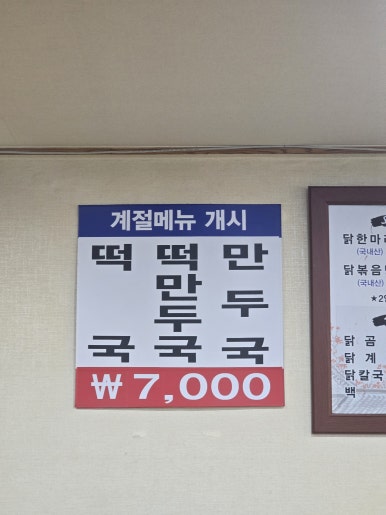 계절메뉴 개시
떡국
떡만두국
만두국
₩7,000
닭한마리
(국내산)
닭볶음
(국내산)
닭 곰
닭 계
닭칼국
백